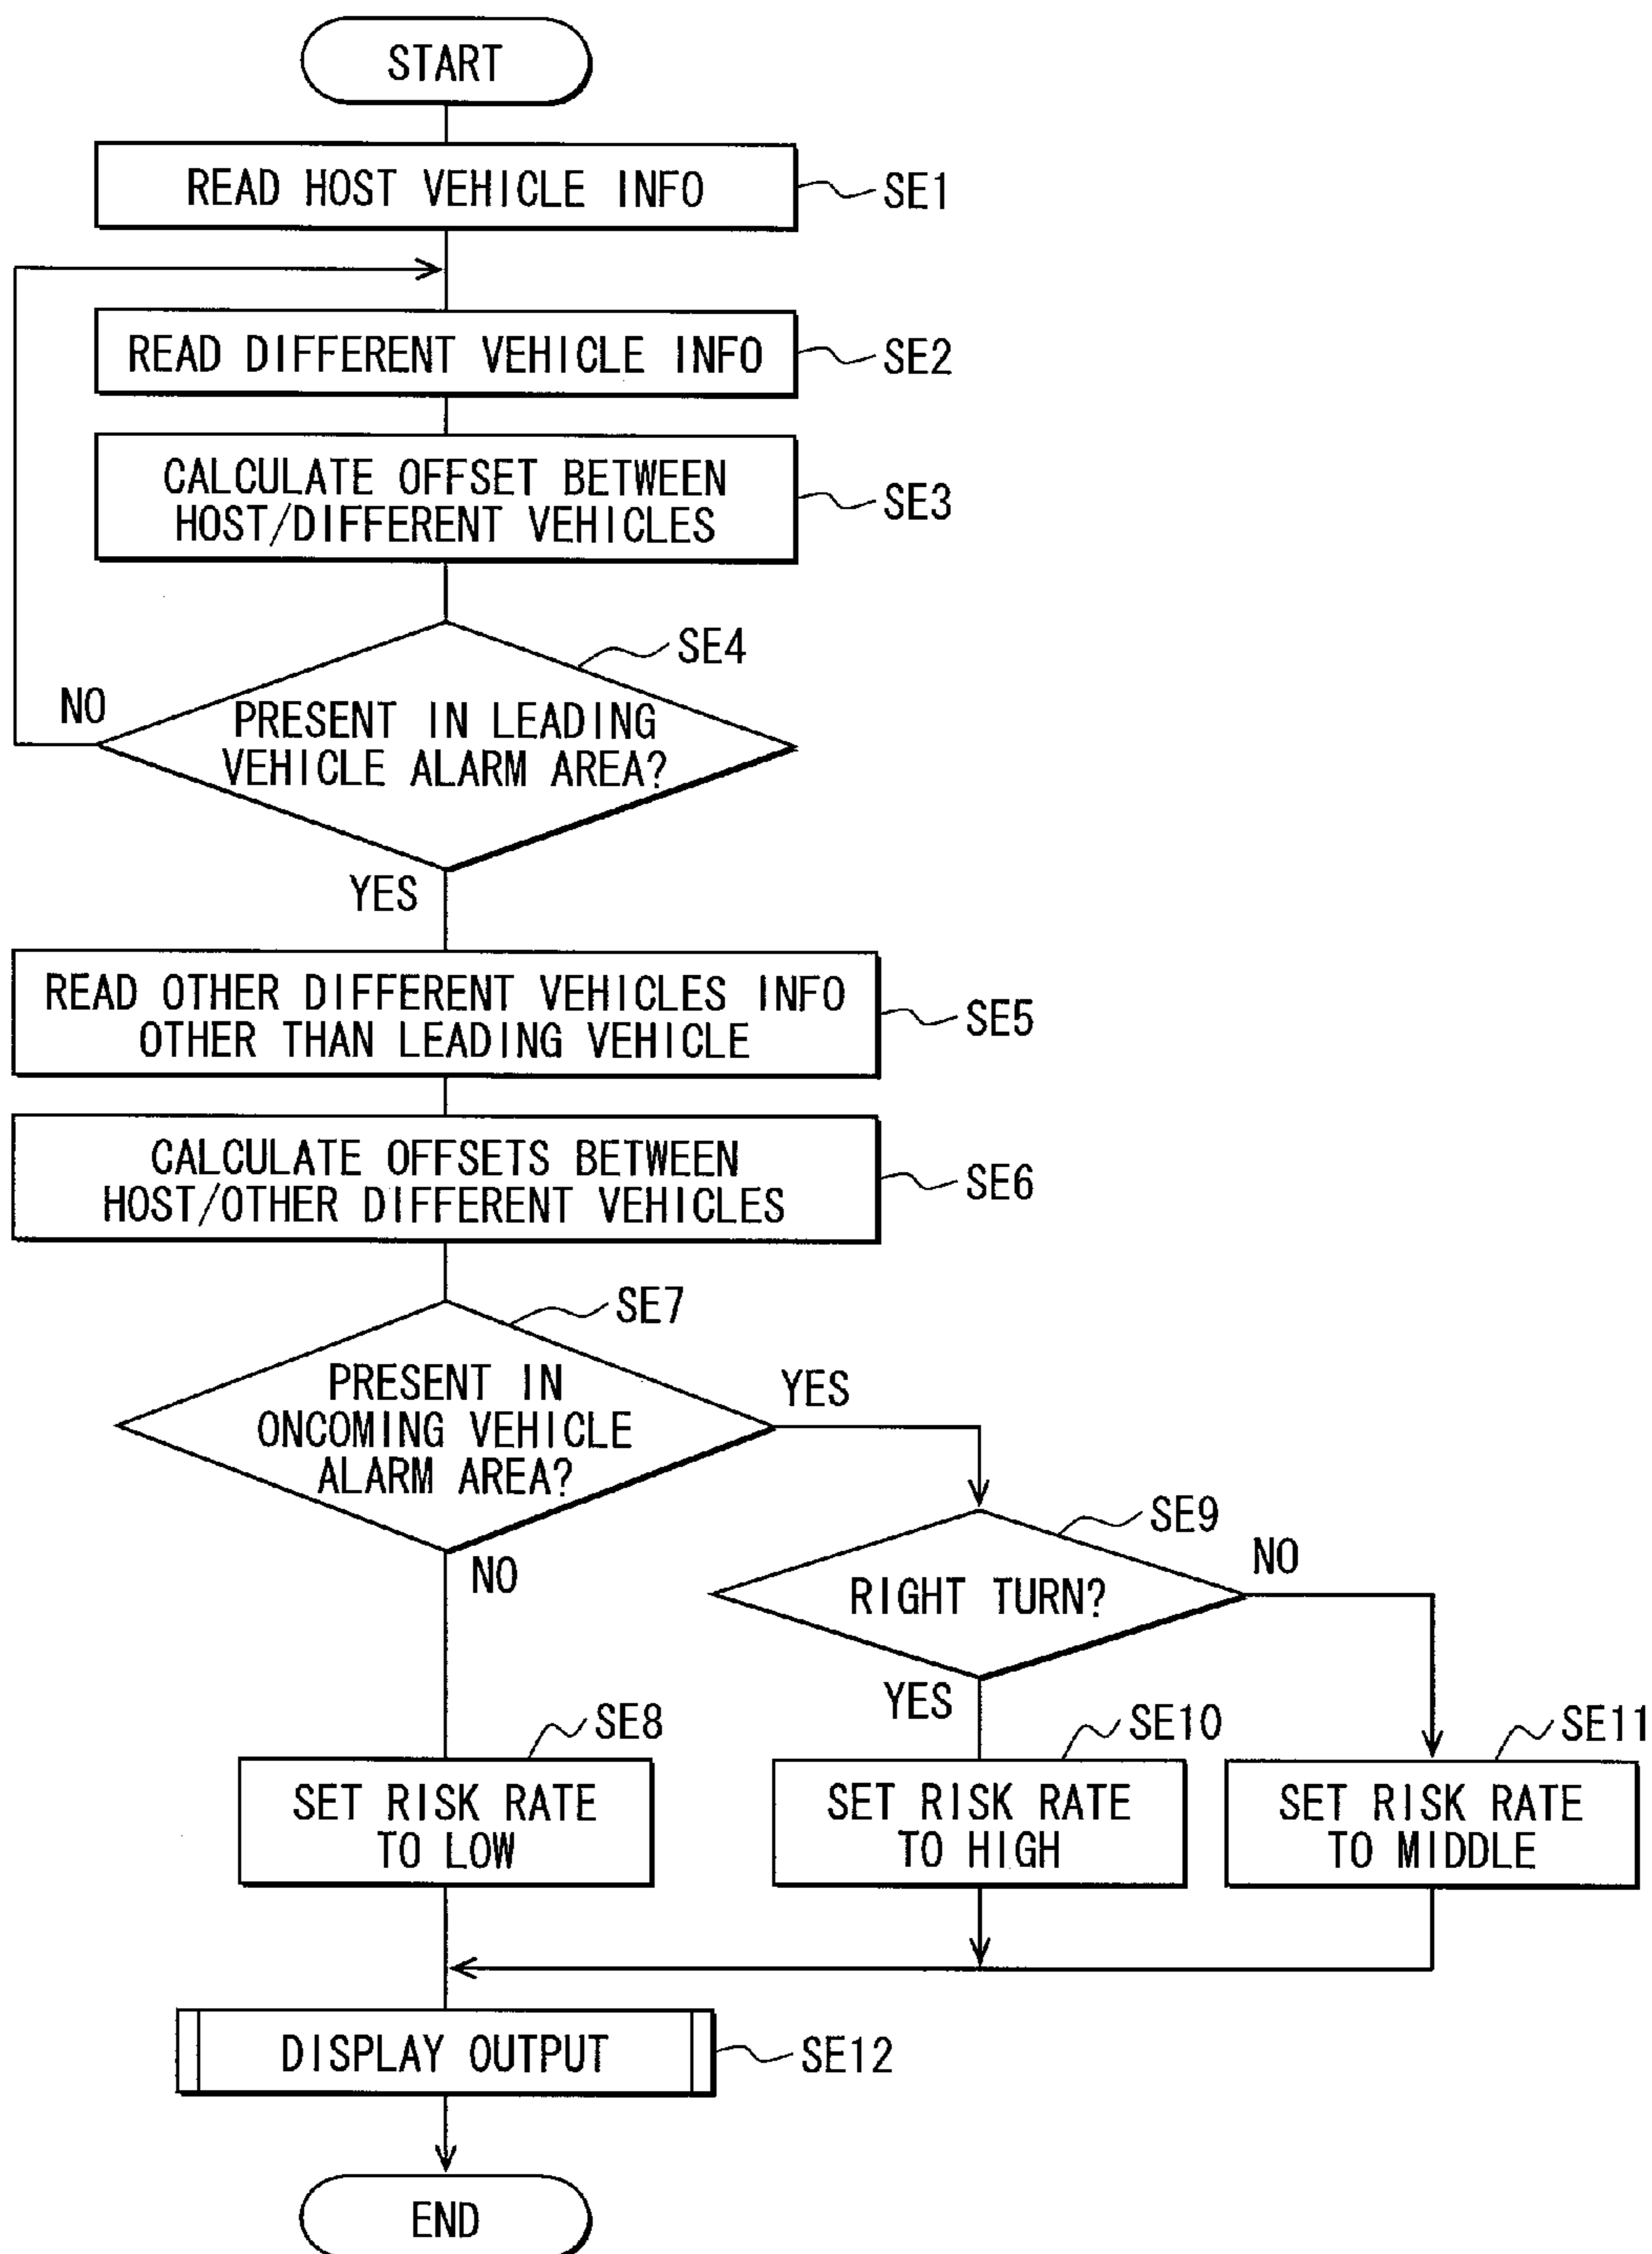 START
READ HOST VEHICLE INFO
SE1
READ DIFFERENT VEHICLE INFO
SE2
CALCULATE OFFSET BETWEEN
HOST/DIFFERENT VEHICLES
SE3
SE4
NO
PRESENT IN LEADING
VEHICLE ALARM AREA?
YES
READ OTHER DIFFERENT VEHICLES INFO
OTHER THAN LEADING VEHICLE
SE5
CALCULATE OFFSETS BETWEEN
HOST/OTHER DIFFERENT VEHICLES
SE6
SE7
PRESENT IN
ONCOMING VEHICLE
ALARM AREA?
YES
NO
SE9
RIGHT TURN?
NO
YES
SE8
SET RISK RATE
TO LOW
SE10
SET RISK RATE
TO HIGH
SE11
SET RISK RATE
TO MIDDLE
DISPLAY OUTPUT
SE12
END